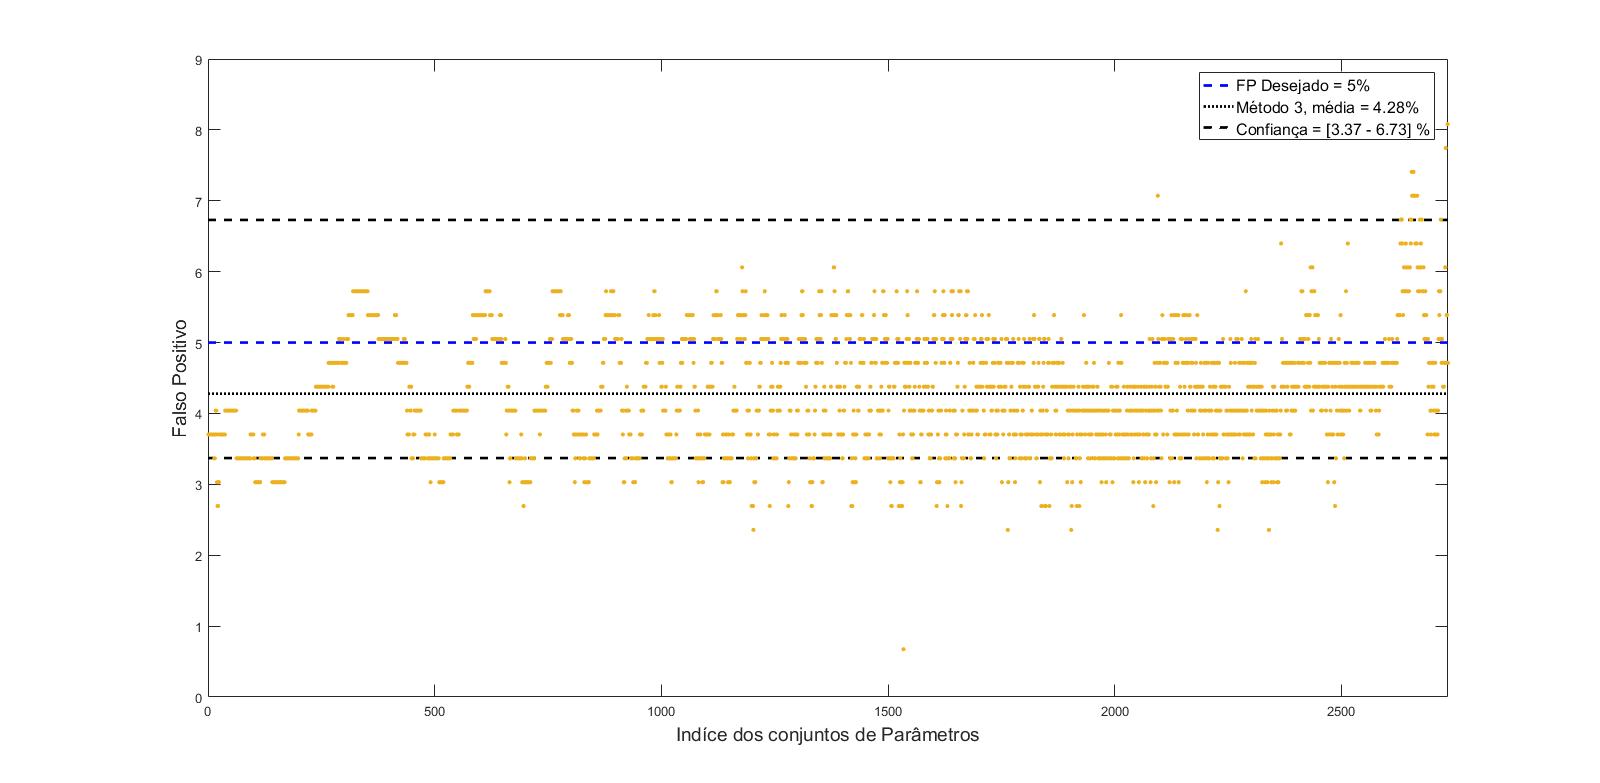 9
8
7
6
5
4
3
2
1
0
Falso Positivo
FP Desejado = 5%
Método 3, média = 4.28%
Confiança = [3.37 - 6.73] %
0 500 1000 1500 2000 2500
Indíce dos conjuntos de Parâmetros